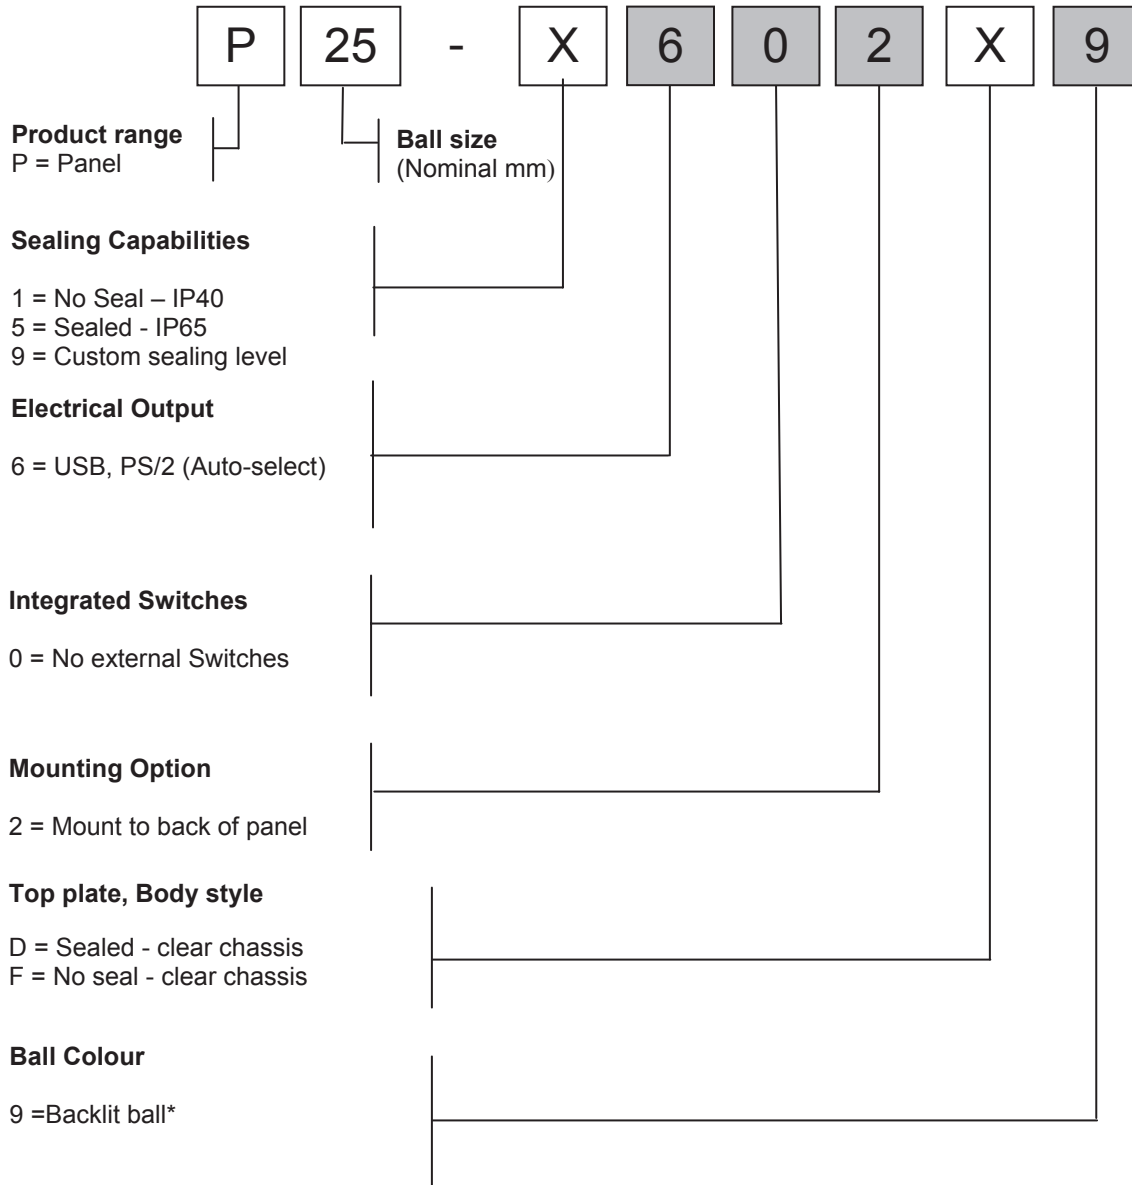 P 25 - X 6 0 2 X 9
Product range
P = Panel
Ball size
(Nominal mm)
Sealing Capabilities
1 = No Seal – IP40
5 = Sealed - IP65
9 = Custom sealing level
Electrical Output
6 = USB, PS/2 (Auto-select)
Integrated Switches
0 = No external Switches
Mounting Option
2 = Mount to back of panel
Top plate, Body style
D = Sealed - clear chassis
F = No seal - clear chassis
Ball Colour
9 =Backlit ball*